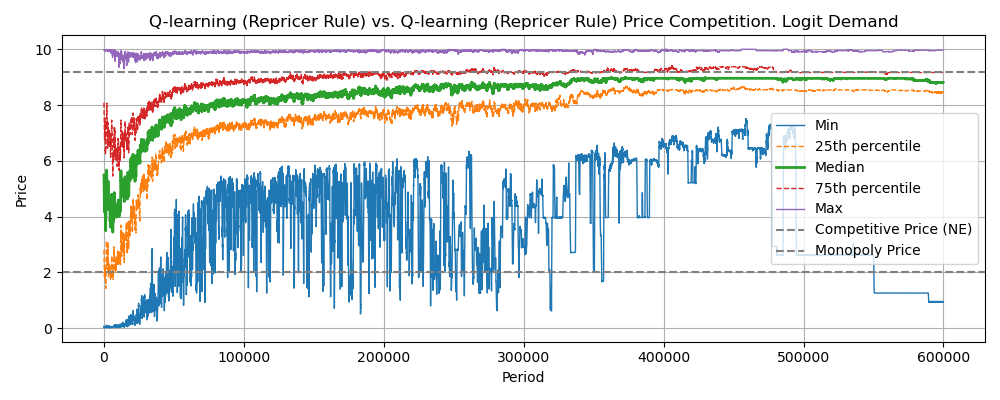 Q-learning (Repricer Rule) vs. Q-learning (Repricer Rule) Price Competition. Logit Demand
Price
10
8
6
4
2
0
Min
25th percentile
Median
75th percentile
Max
Competitive Price (NE)
Monopoly Price
0
100000
200000
300000
400000
500000
600000
Period